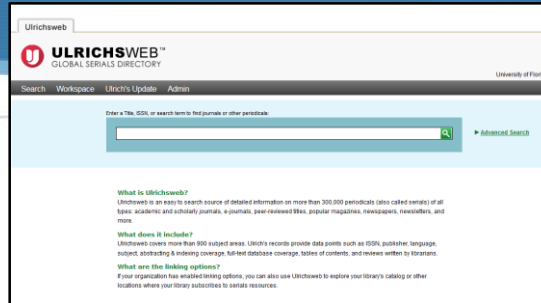 Ulrichsweb
ULRICHSWEB™
GLOBAL SERIALS DIRECTORY
University of Flor
Search Workspace Ulrich's Update Admin
Enter a Title, ISSN, or search term to find journals or other periodicals:
Advanced Search
What is Ulrichsweb?
Ulrichsweb is an easy to search source of detailed information on more than 300,000 periodicals (also called serials) of all
types: academic and scholarly journals, e-journals, peer-reviewed titles, popular magazines, newspapers, newsletters, and
more.
What does it include?
Ulrichsweb covers more than 900 subject areas. Ulrich's records provide data points such as ISSN, publisher, language,
subject, abstracting & indexing coverage, full-text database coverage, tables of contents, and reviews written by librarians.
What are the linking options?
If your organization has enabled linking options, you can also use Ulrichsweb to explore your library's catalog or other
locations where your library subscribes to serials resources.